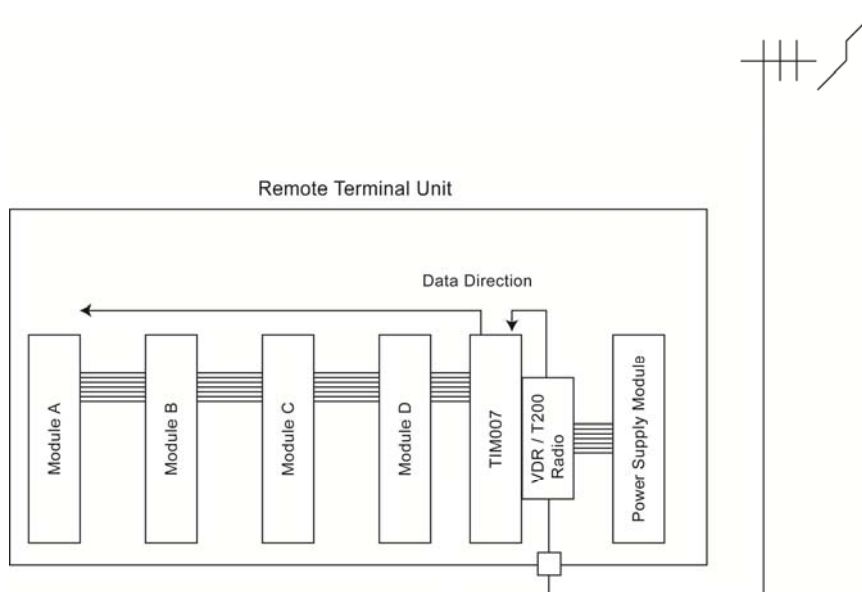 Remote Terminal Unit
Data Direction
Module A
Module B
Module C
Module D
TIM007
VDR / T200
Radio
Power Supply Module